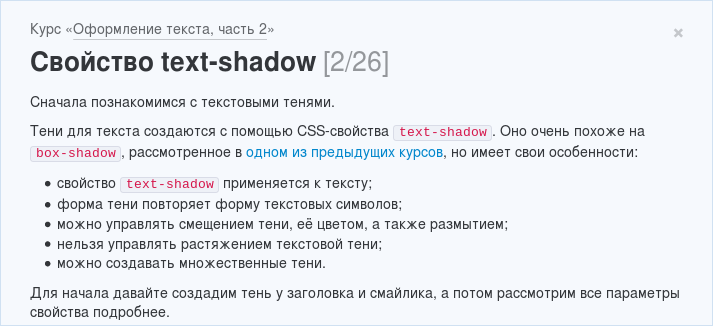 Курс «Оформление текста, часть 2»
×
Свойство text-shadow [2/26]
Сначала познакомимся с текстовыми тенями.
Тени для текста создаются с помощью CSS-свойства text-shadow. Оно очень похоже на
box-shadow, рассмотренное в одном из предыдущих курсов, но имеет свои особенности:
• свойство text-shadow применяется к тексту;
• форма тени повторяет форму текстовых символов;
• можно управлять смещением тени, её цветом, а также размытием;
• нельзя управлять растяжением текстовой тени;
• можно создавать множественные тени.
Для начала давайте создадим тень у заголовка и смайлика, а потом рассмотрим все параметры
свойства подробнее.